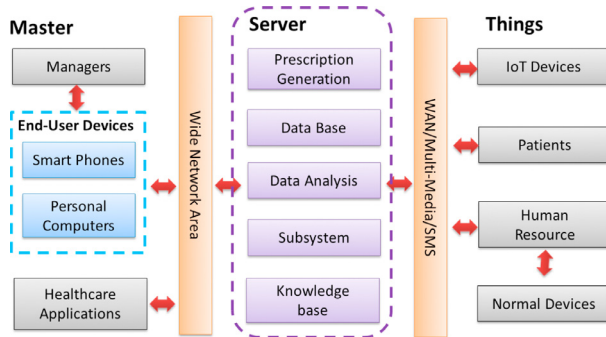 Master
Managers
End-User Devices
Smart Phones
Personal
Computers
Healthcare
Applications
Wide Network Area
Server
Prescription
Generation
Data Base
Data Analysis
Subsystem
Knowledge
base
WAN/Multi-Media/SMS
Things
IoT Devices
Patients
Human
Resource
Normal Devices